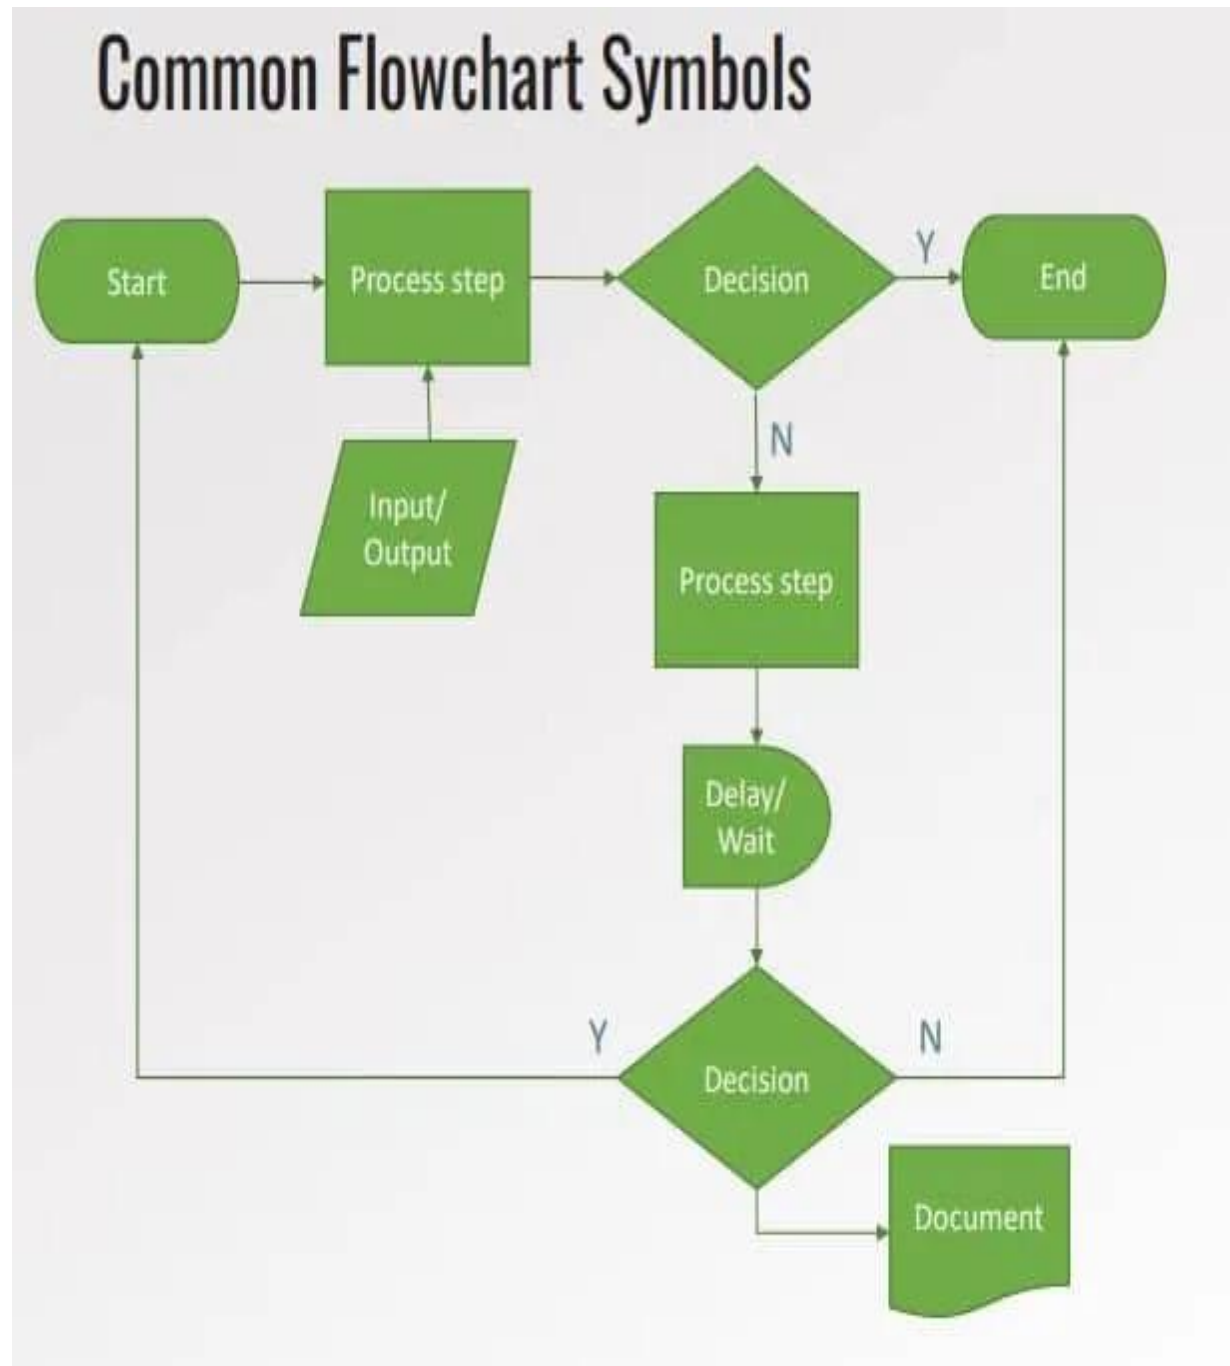 Common Flowchart Symbols
Start
Process step
Decision
Y
End
Input/
Output
N
Process step
Delay/
Wait
Y
Decision
N
Document